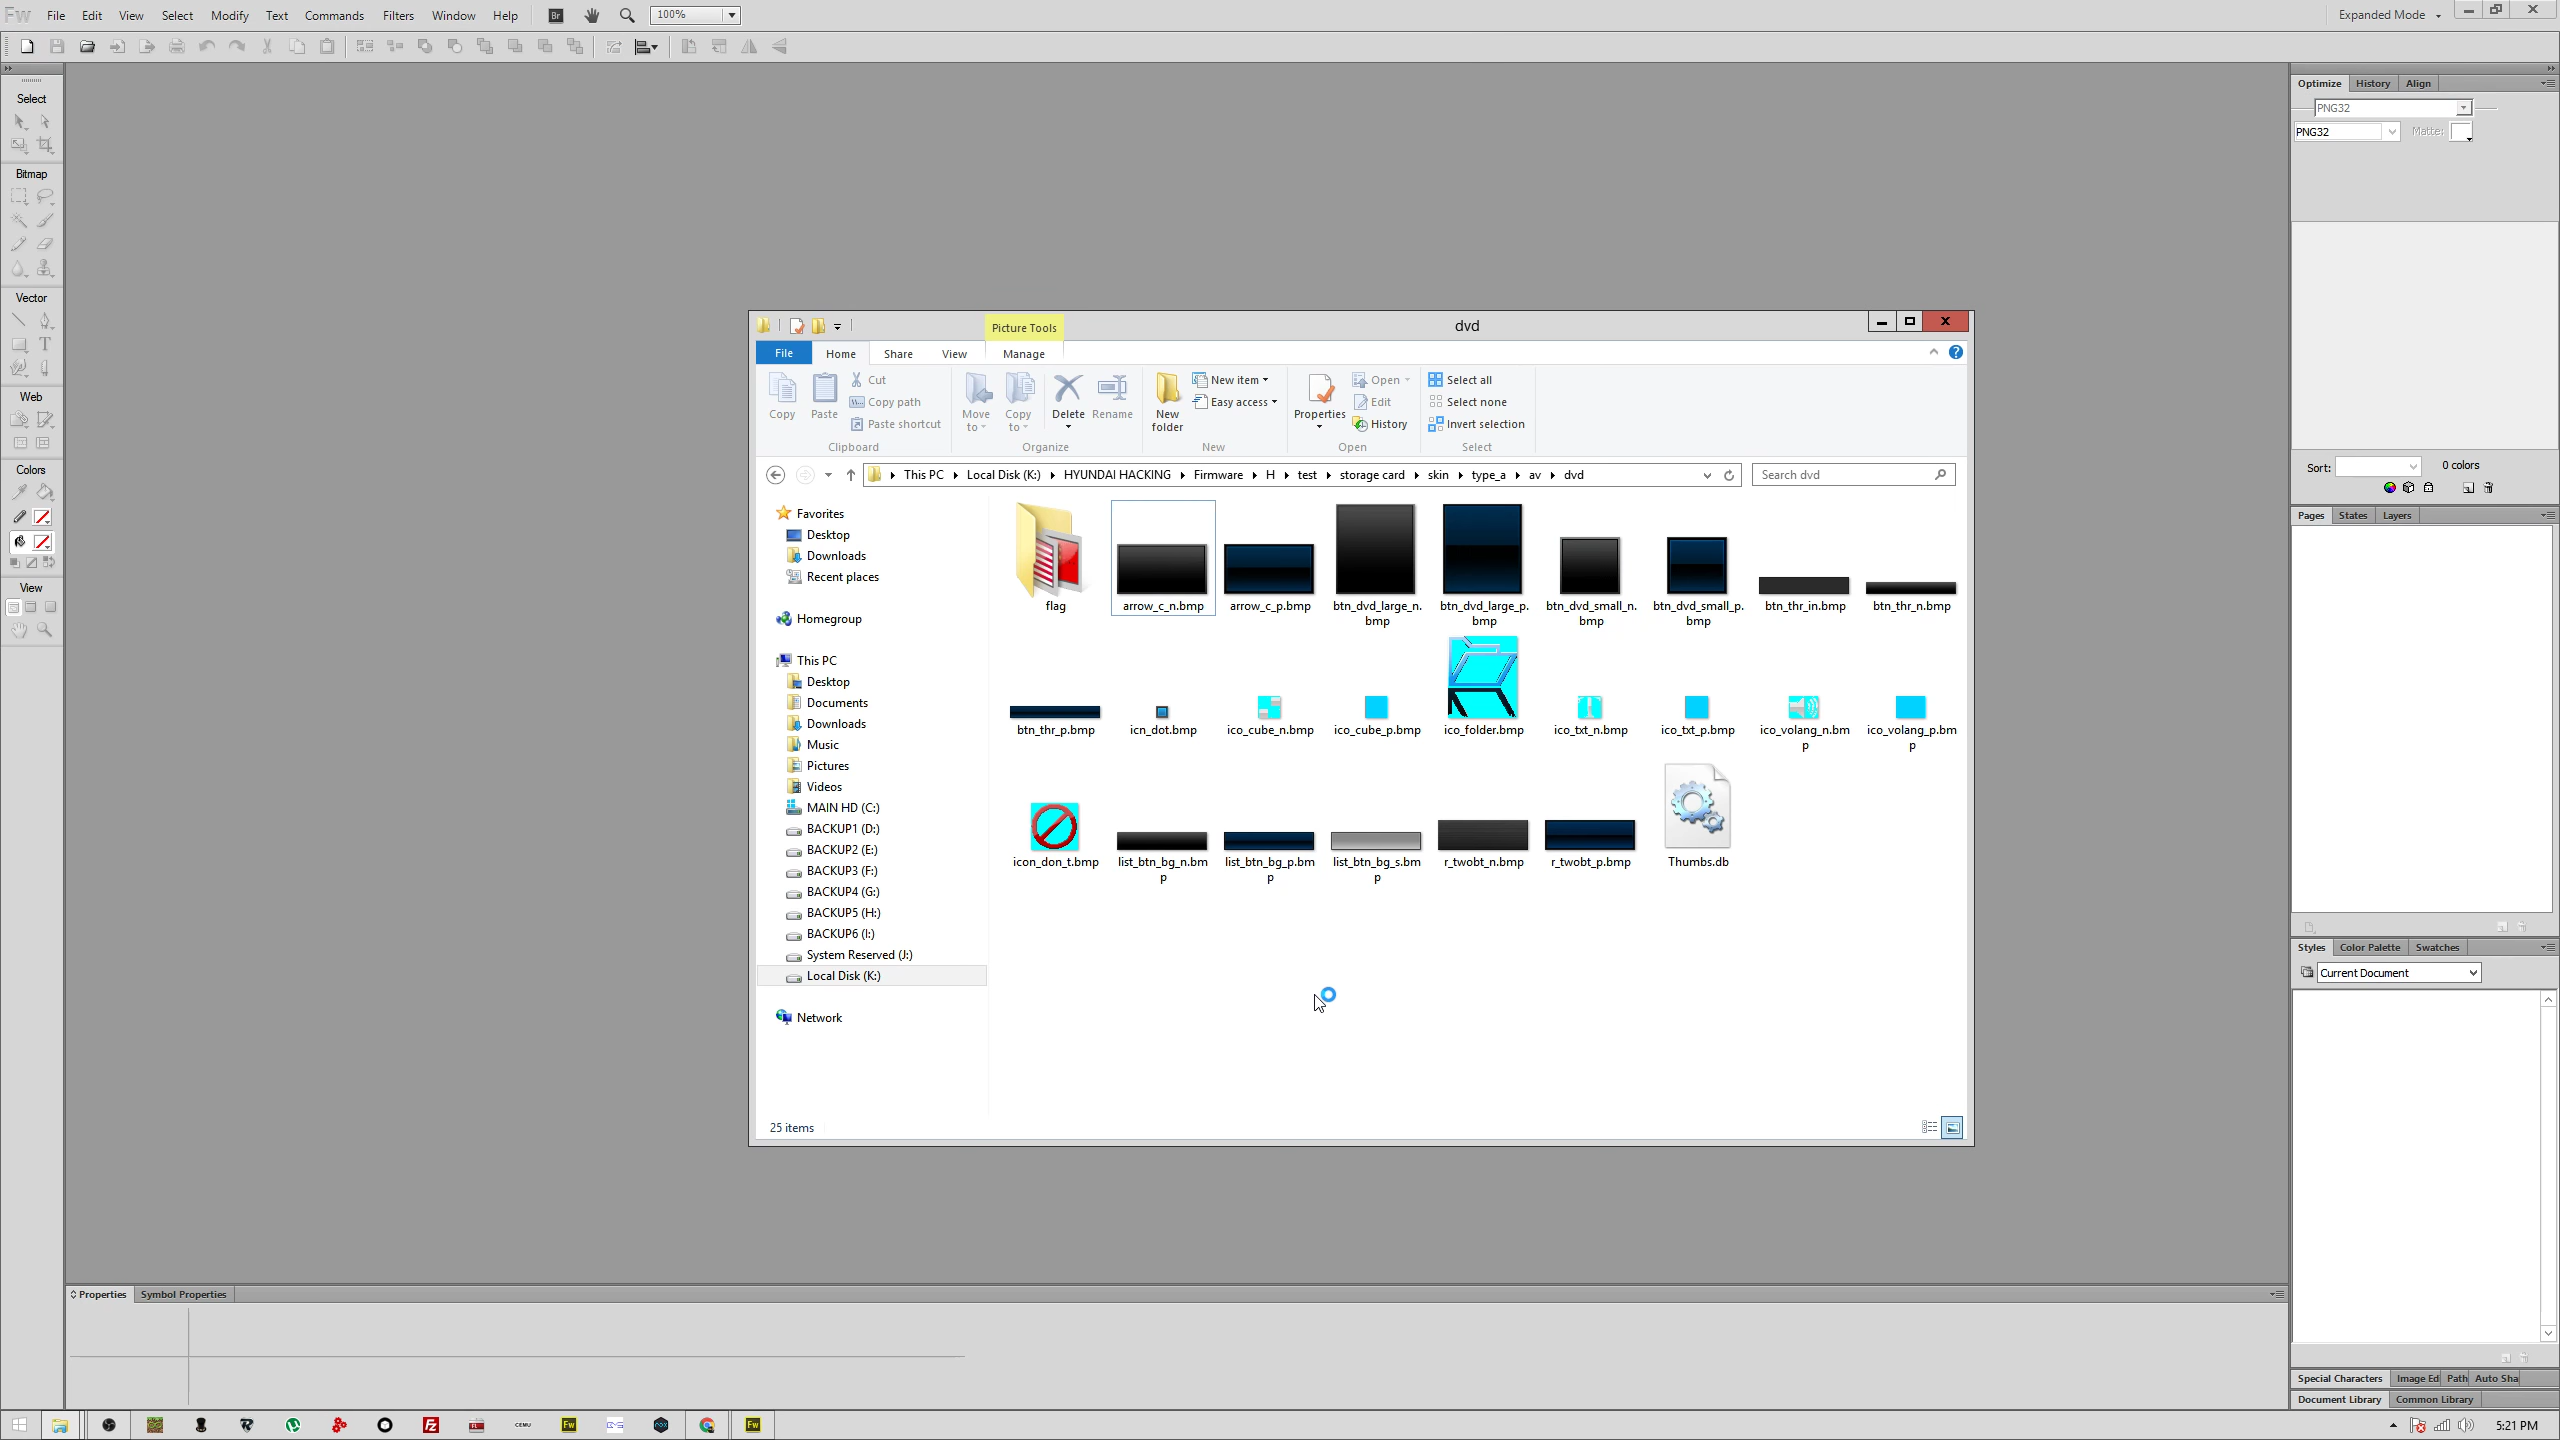 Fw File Edit View Select Modify Text Commands Filters Window Help Br 100% Expanded Mode
Select
Bitmap
Vector
Web
Colors
View
Optimize History Align
PNG32
PNG32 Matte:
Sort: 0 colors
Pages States Layers
Styles Color Palette Swatches
Current Document
Special Characters Image Ed Path Auto Sha
Document Library Common Library
Picture Tools dvd
File Home Share View Manage
Copy Paste Cut
Copy path
Paste shortcut
Clipboard
Move to Copy to Delete Rename
Organize
New folder New item
Easy access
New
Properties Open
Edit
History
Open
Select all
Select none
Invert selection
Select
This PC Local Disk (K:) HYUNDAI HACKING Firmware H test storage card skin type_a av dvd Search dvd
Favorites
Desktop
Downloads
Recent places
Homegroup
This PC
Desktop
Documents
Downloads
Music
Pictures
Videos
MAIN HD (C:)
BACKUP1 (D:)
BACKUP2 (E:)
BACKUP3 (F:)
BACKUP4 (G:)
BACKUP5 (H:)
BACKUP6 (I:)
System Reserved (J:)
Local Disk (K:)
Network
flag arrow_c_n.bmp arrow_c_p.bmp btn_dvd_large_n.bmp btn_dvd_large_p.bmp btn_dvd_small_n.bmp btn_dvd_small_p.bmp btn_thr_in.bmp btn_thr_n.bmp
btn_thr_p.bmp icn_dot.bmp ico_cube_n.bmp ico_cube_p.bmp ico_folder.bmp ico_txt_n.bmp ico_txt_p.bmp ico_volang_n.bmp ico_volang_p.bmp
icon_don_t.bmp list_btn_bg_n.bmp list_btn_bg_p.bmp list_btn_bg_s.bmp r_twobt_n.bmp r_twobt_p.bmp Thumbs.db
25 items
Properties Symbol Properties
CEMU Fw Fw 5:21 PM